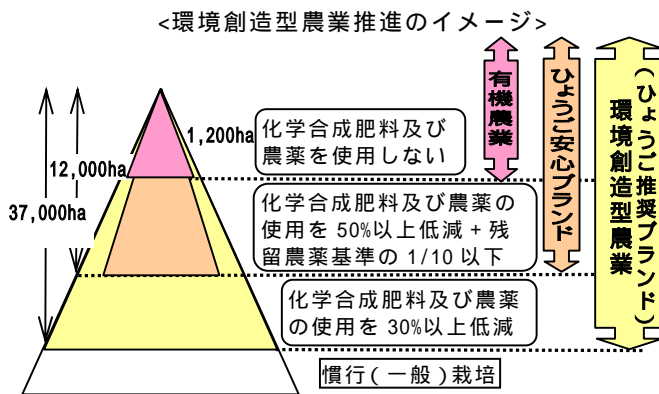 <環境創造型農業推進のイメージ>
1,200ha
12,000ha
37,000ha
化学合成肥料及び
農薬を使用しない
化学合成肥料及び農薬の
使用を50%以上低減+残
留農薬基準の1/10以下
化学合成肥料及び農薬
の使用を30%以上低減
慣行(一般)栽培
有機農業
ひょうご安心ブランド
(ひょうご推奨ブランド)
環境創造型農業